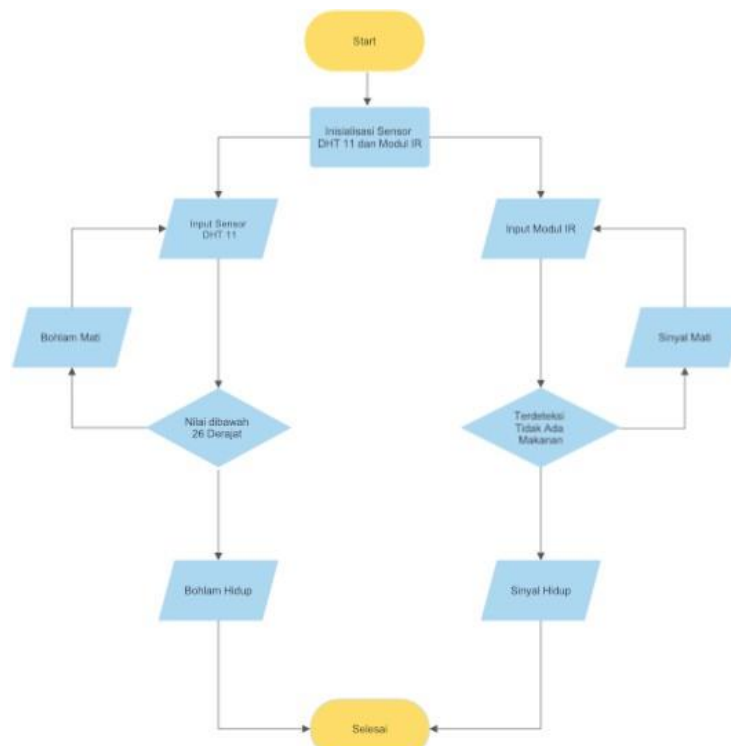 Start
Inisialisasi Sensor
DHT 11 dan Modul IR
Input Sensor
DHT 11
Input Modul IR
Bohlam Mati
Sinyal Mati
Nilai dibawah
26 Derajat
Terdeteksi
Tidak Ada
Makanan
Bohlam Hidup
Sinyal Hidup
Selesai